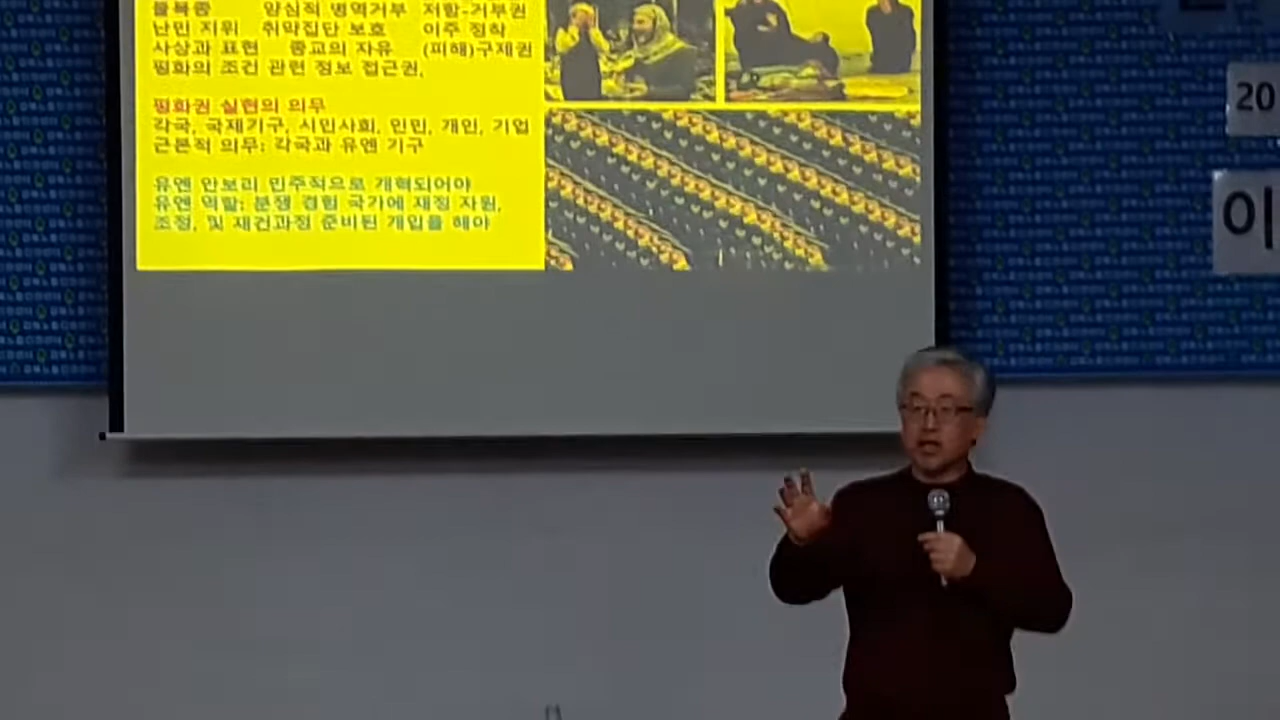 불복종 양심적 병역거부 저항-거부권
난민 지위 취약집단 보호 이주 정착
사상과 표현 종교의 자유 (피해)구제권
평화의 조건 관련 정보 접근권,
평화권 실현의 의무
각국, 국제기구, 시민사회, 인민, 개인, 기업
근본적 의무: 각국과 유엔 기구
유엔 안보리 민주적으로 개혁되어야
유엔 역할: 분쟁 경험 국가에 재정 자원,
조정, 및 재건과정 준비된 개입을 해야
20
이